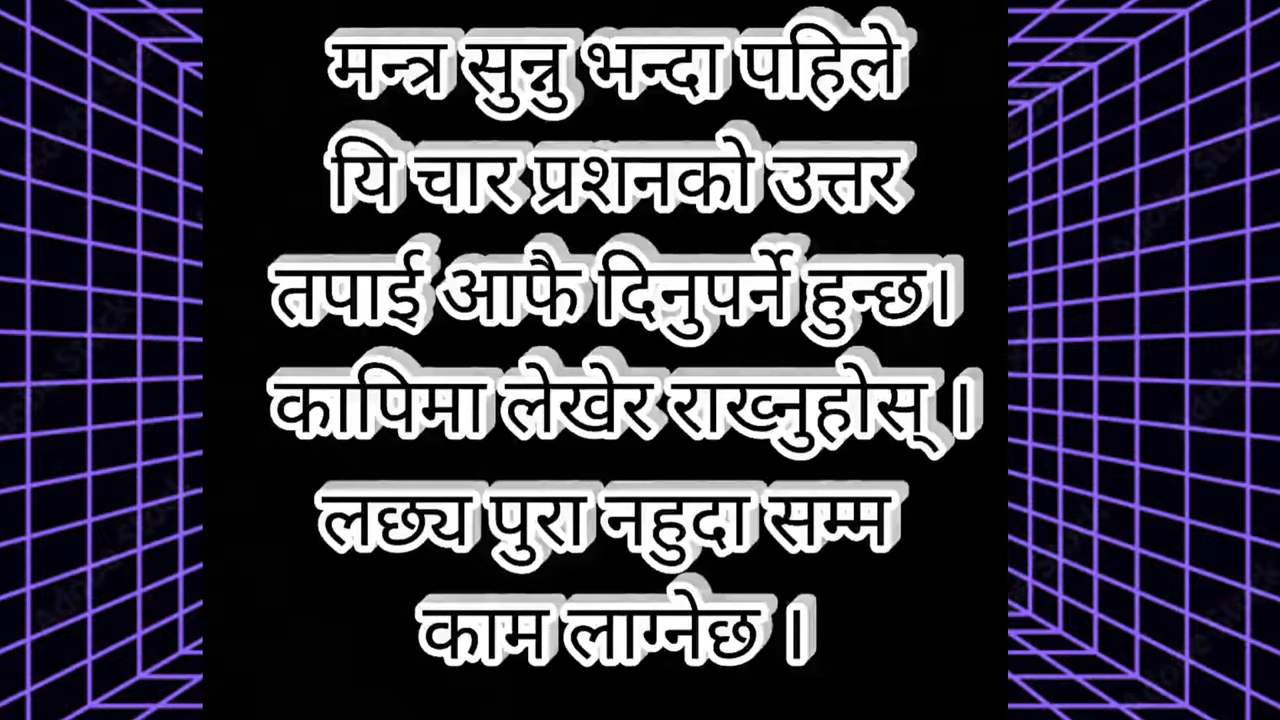 मन्त्र सुन्नु भन्दा पहिले
यि चार प्रशनको उत्तर
तपाई आफै दिनुपर्ने हुन्छ।
कापिमा लेखेर राख्नुहोस् ।
लछ्य पुरा नहुदा सम्म
काम लाग्नेछ ।